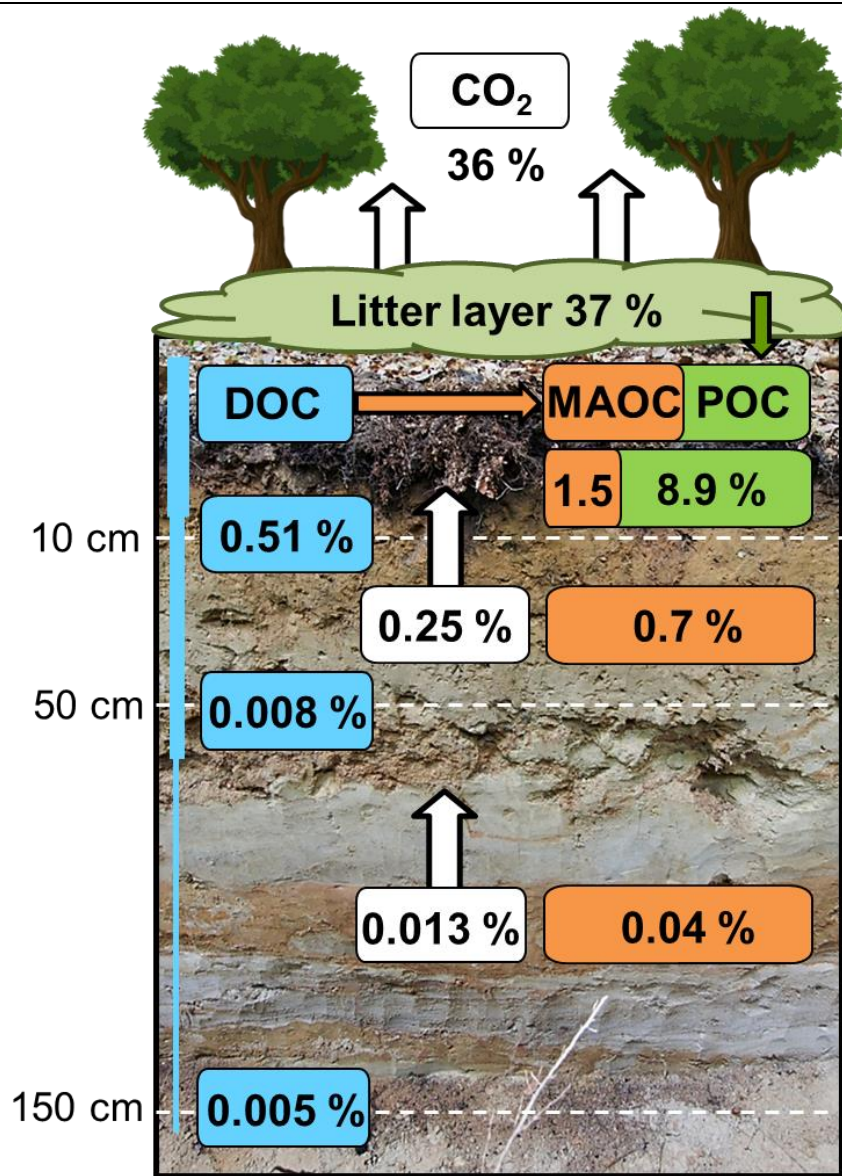 CO₂
36 %
Litter layer 37 %
DOC
MAOC POC
1.5 8.9 %
10 cm
0.51 %
0.25 %
0.7 %
50 cm
0.008 %
0.013 %
0.04 %
150 cm
0.005 %